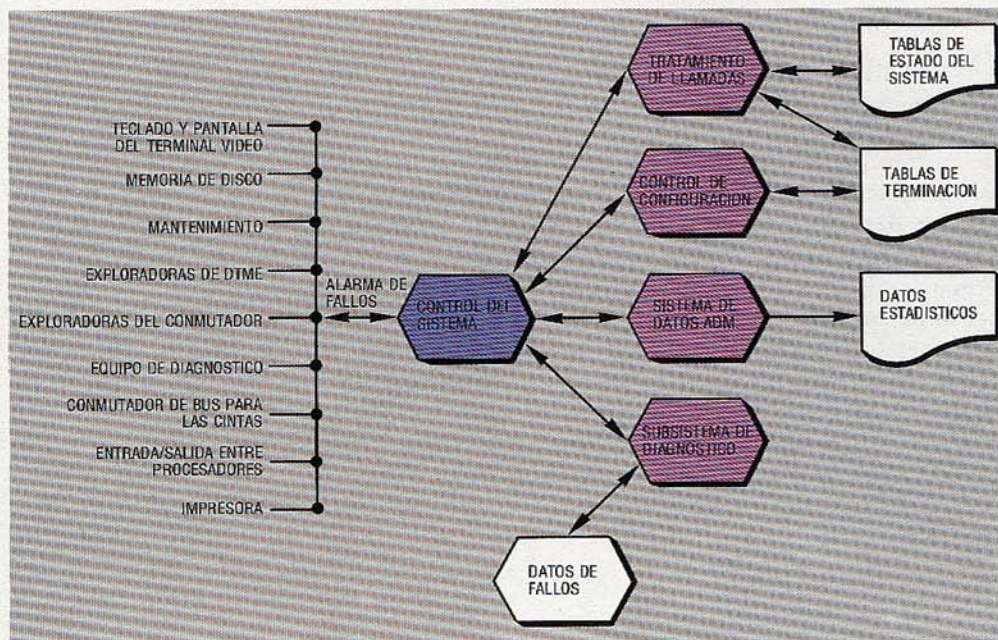 TECLADO Y PANTALLA
DEL TERMINAL VIDEO
MEMORIA DE DISCO
MANTENIMIENTO
EXPLORADORAS DE DTME
EXPLORADORAS DEL CONMUTADOR
EQUIPO DE DIAGNOSTICO
CONMUTADOR DE BUS PARA
LAS CINTAS
ENTRADA/SALIDA ENTRE
PROCESADORES
IMPRESORA
ALARMA DE
FALLOS
CONTROL DEL
SISTEMA
TRATAMIENTO
DE LLAMADAS
CONTROL DE
CONFIGURACION
SISTEMA DE
DATOS ADM.
SUBSISTEMA DE
DIAGNOSTICO
DATOS DE
FALLOS
TABLAS DE
ESTADO DEL
SISTEMA
TABLAS DE
TERMINACION
DATOS
ESTADISTICOS